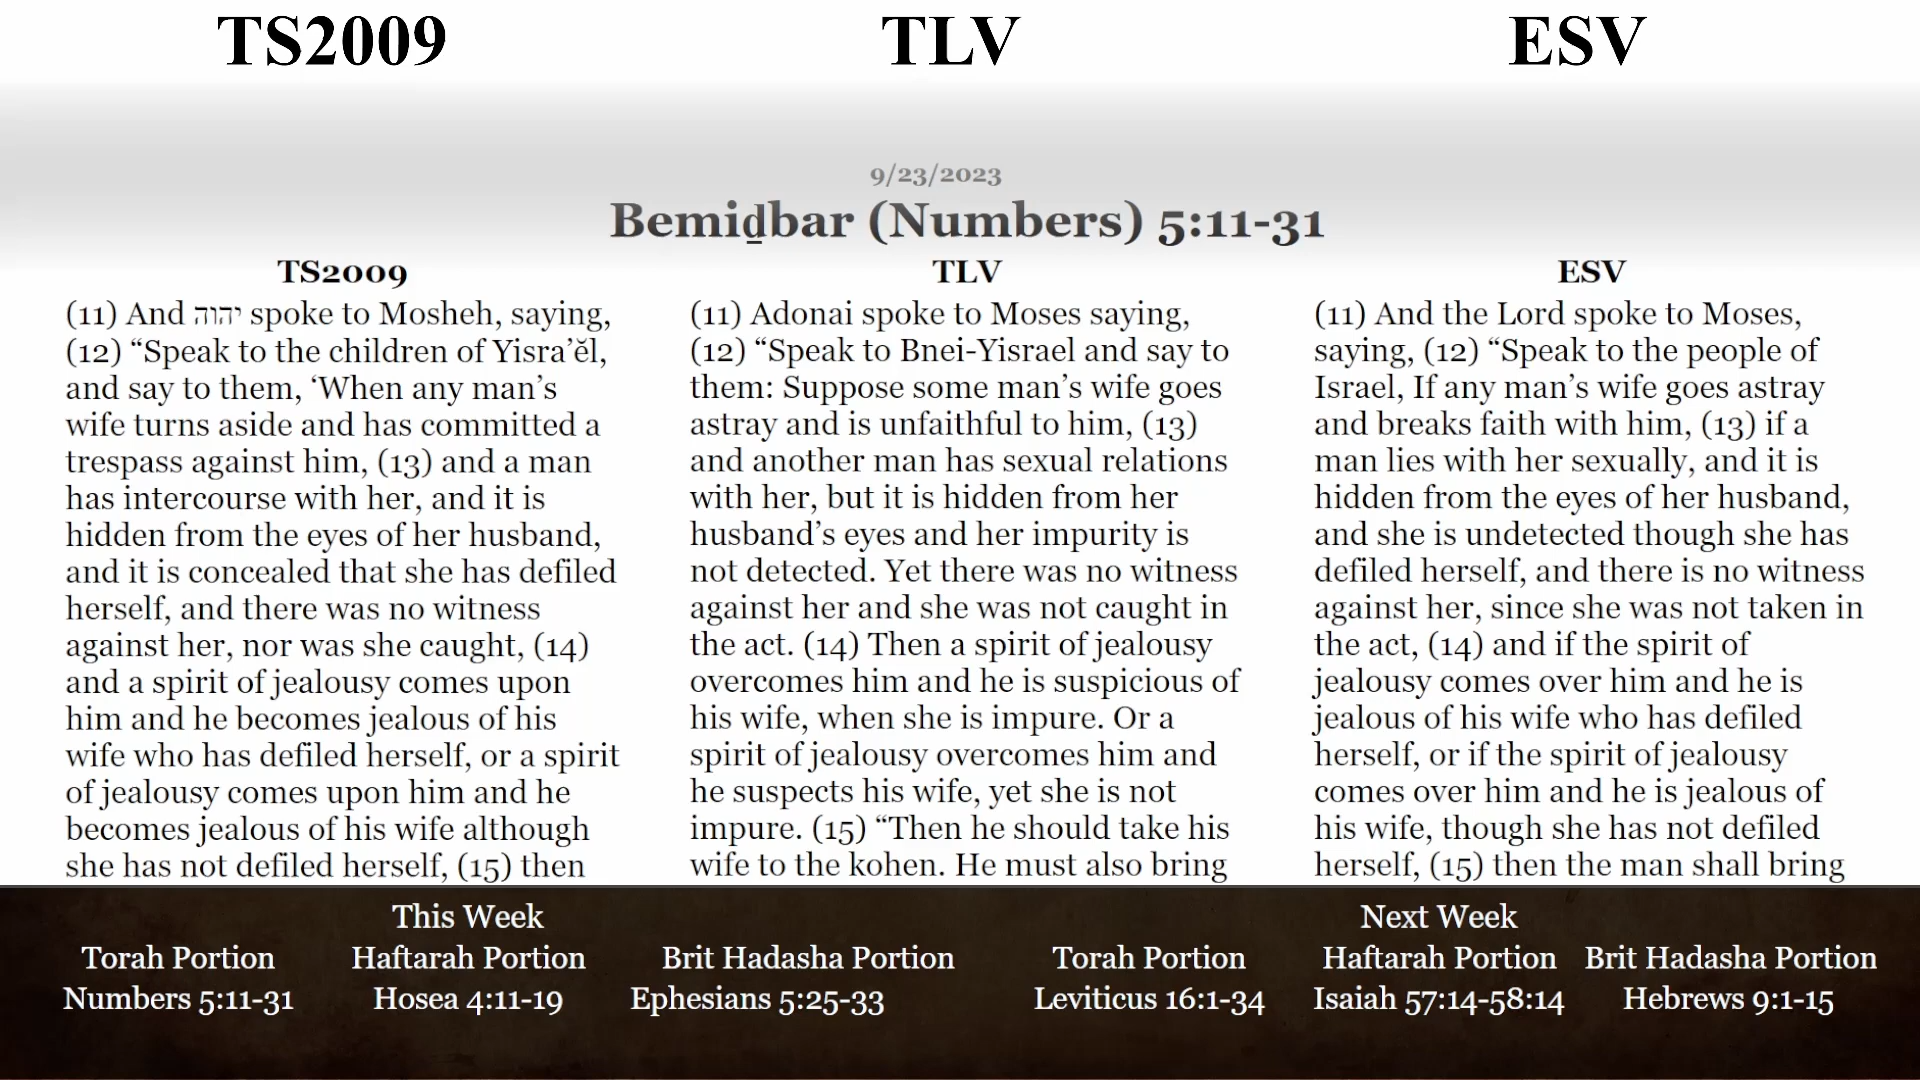 TS2009
TLV
ESV
9/23/2023
Bemiḏbar (Numbers) 5:11-31
TS2009
(11) And יהוה spoke to Mosheh, saying,
(12) “Speak to the children of Yisra’ĕl,
and say to them, ‘When any man’s
wife turns aside and has committed a
trespass against him, (13) and a man
has intercourse with her, and it is
hidden from the eyes of her husband,
and it is concealed that she has defiled
herself, and there was no witness
against her, nor was she caught, (14)
and a spirit of jealousy comes upon
him and he becomes jealous of his
wife who has defiled herself, or a spirit
of jealousy comes upon him and he
becomes jealous of his wife although
she has not defiled herself, (15) then
TLV
(11) Adonai spoke to Moses saying,
(12) “Speak to Bnei-Yisrael and say to
them: Suppose some man’s wife goes
astray and is unfaithful to him, (13)
and another man has sexual relations
with her, but it is hidden from her
husband’s eyes and her impurity is
not detected. Yet there was no witness
against her and she was not caught in
the act. (14) Then a spirit of jealousy
overcomes him and he is suspicious of
his wife, when she is impure. Or a
spirit of jealousy overcomes him and
he suspects his wife, yet she is not
impure. (15) “Then he should take his
wife to the kohen. He must also bring
ESV
(11) And the Lord spoke to Moses,
saying, (12) “Speak to the people of
Israel, If any man’s wife goes astray
and breaks faith with him, (13) if a
man lies with her sexually, and it is
hidden from the eyes of her husband,
and she is undetected though she has
defiled herself, and there is no witness
against her, since she was not taken in
the act, (14) and if the spirit of
jealousy comes over him and he is
jealous of his wife who has defiled
herself, or if the spirit of jealousy
comes over him and he is jealous of
his wife, though she has not defiled
herself, (15) then the man shall bring
This Week
Torah Portion
Numbers 5:11-31
Haftarah Portion
Hosea 4:11-19
Brit Hadasha Portion
Ephesians 5:25-33
Next Week
Torah Portion
Leviticus 16:1-34
Haftarah Portion
Isaiah 57:14-58:14
Brit Hadasha Portion
Hebrews 9:1-15